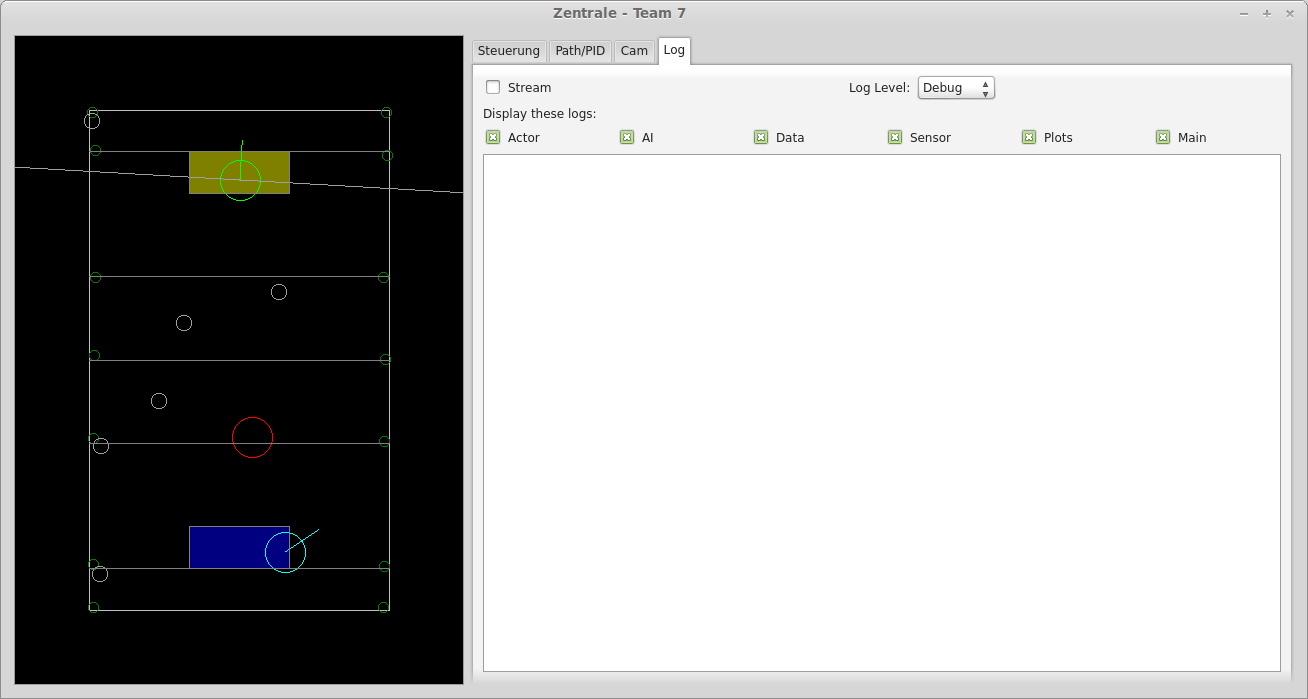 Zentrale - Team 7
Steuerung Path/PID Cam Log
Stream Log Level: Debug
Display these logs:
Actor AI Data Sensor Plots Main